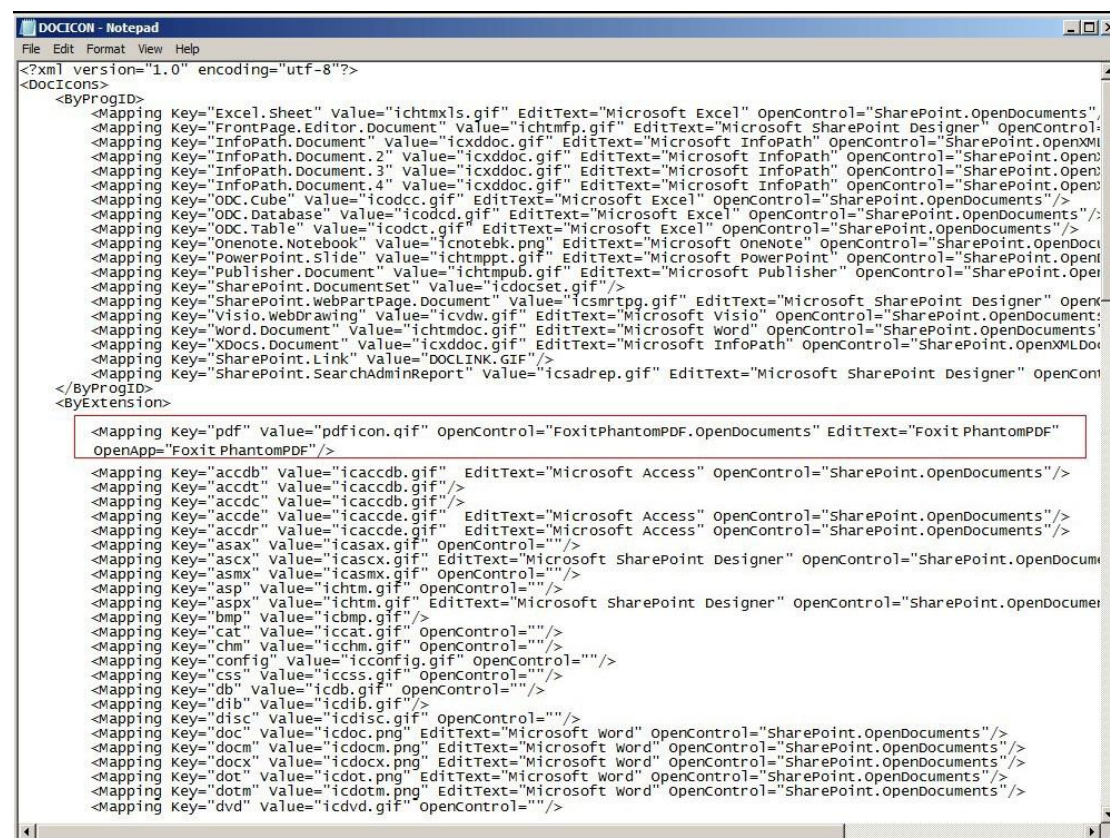 DOCICON - Notepad
File Edit Format View Help
<?xml version="1.0" encoding="utf-8"?>
<DocIcons>
<ByProgID>
<Mapping Key="Excel.Sheet" Value="ichtmxls.gif" EditText="Microsoft Excel" OpenControl="SharePoint.OpenDocuments"/
<Mapping Key="FrontPage.Editor.Document" Value="ichtmfp.gif" EditText="Microsoft SharePoint Designer" OpenControl=
<Mapping Key="InfoPath.Document" Value="icxddoc.gif" EditText="Microsoft InfoPath" OpenControl="SharePoint.OpenXML
<Mapping Key="InfoPath.Document.2" Value="icxddoc.gif" EditText="Microsoft InfoPath" OpenControl="SharePoint.OpenX
<Mapping Key="InfoPath.Document.3" Value="icxddoc.gif" EditText="Microsoft InfoPath" OpenControl="SharePoint.OpenX
<Mapping Key="InfoPath.Document.4" Value="icxddoc.gif" EditText="Microsoft InfoPath" OpenControl="SharePoint.OpenX
<Mapping Key="ODC.Cube" Value="icodcc.gif" EditText="Microsoft Excel" OpenControl="SharePoint.OpenDocuments"/>
<Mapping Key="ODC.Database" Value="icodcd.gif" EditText="Microsoft Excel" OpenControl="SharePoint.OpenDocuments"/>
<Mapping Key="ODC.Table" Value="icodct.gif" EditText="Microsoft Excel" OpenControl="SharePoint.OpenDocuments"/>
<Mapping Key="Onenote.Notebook" Value="icnotebk.png" EditText="Microsoft OneNote" OpenControl="SharePoint.OpenDocu
<Mapping Key="PowerPoint.Slide" Value="ichtmppt.gif" EditText="Microsoft PowerPoint" OpenControl="SharePoint.OpenD
<Mapping Key="Publisher.Document" Value="ichtmpub.gif" EditText="Microsoft Publisher" OpenControl="SharePoint.Open
<Mapping Key="SharePoint.DocumentSet" Value="icdocset.gif"/>
<Mapping Key="SharePoint.WebPartPage.Document" Value="icsmrtpg.gif" EditText="Microsoft SharePoint Designer" OpenC
<Mapping Key="Visio.WebDrawing" Value="icvdw.gif" EditText="Microsoft Visio" OpenControl="SharePoint.OpenDocuments
<Mapping Key="Word.Document" Value="ichtmdoc.gif" EditText="Microsoft Word" OpenControl="SharePoint.OpenDocuments"
<Mapping Key="XDocs.Document" Value="icxddoc.gif" EditText="Microsoft InfoPath" OpenControl="SharePoint.OpenXMLDoc
<Mapping Key="SharePoint.Link" Value="DOCLINK.GIF"/>
<Mapping Key="SharePoint.SearchAdminReport" Value="icsadrep.gif" EditText="Microsoft SharePoint Designer" OpenCont
</ByProgID>
<ByExtension>
<Mapping Key="pdf" Value="pdficon.gif" OpenControl="FoxitPhantomPDF.OpenDocuments" EditText="Foxit PhantomPDF"
OpenApp="Foxit PhantomPDF"/>
<Mapping Key="accdb" Value="icaccdb.gif" EditText="Microsoft Access" OpenControl="SharePoint.OpenDocuments"/>
<Mapping Key="accdt" Value="icaccdb.gif"/>
<Mapping Key="accdc" Value="icaccdb.gif"/>
<Mapping Key="accde" Value="icaccde.gif" EditText="Microsoft Access" OpenControl="SharePoint.OpenDocuments"/>
<Mapping Key="accdr" Value="icaccde.gif" EditText="Microsoft Access" OpenControl="SharePoint.OpenDocuments"/>
<Mapping Key="asax" Value="icasax.gif" OpenControl=""/>
<Mapping Key="ascx" Value="icascx.gif" EditText="Microsoft SharePoint Designer" OpenControl="SharePoint.OpenDocume
<Mapping Key="asmx" Value="icasmx.gif" OpenControl=""/>
<Mapping Key="asp" Value="ichtm.gif" OpenControl=""/>
<Mapping Key="aspx" Value="ichtm.gif" EditText="Microsoft SharePoint Designer" OpenControl="SharePoint.OpenDocumen
<Mapping Key="bmp" Value="icbmp.gif"/>
<Mapping Key="cat" Value="iccat.gif" OpenControl=""/>
<Mapping Key="chm" Value="icchm.gif" OpenControl=""/>
<Mapping Key="config" Value="icconfig.gif" OpenControl=""/>
<Mapping Key="css" Value="iccss.gif" OpenControl=""/>
<Mapping Key="db" Value="icdb.gif" OpenControl=""/>
<Mapping Key="dib" Value="icdib.gif"/>
<Mapping Key="disc" Value="icdisc.gif" OpenControl=""/>
<Mapping Key="doc" Value="icdoc.png" EditText="Microsoft Word" OpenControl="SharePoint.OpenDocuments"/>
<Mapping Key="docm" Value="icdocm.png" EditText="Microsoft Word" OpenControl="SharePoint.OpenDocuments"/>
<Mapping Key="docx" Value="icdocx.png" EditText="Microsoft Word" OpenControl="SharePoint.OpenDocuments"/>
<Mapping Key="dot" Value="icdot.png" EditText="Microsoft Word" OpenControl="SharePoint.OpenDocuments"/>
<Mapping Key="dotm" Value="icdotm.png" EditText="Microsoft Word" OpenControl="SharePoint.OpenDocuments"/>
<Mapping Key="dvd" Value="icdvd.gif" OpenControl=""/>